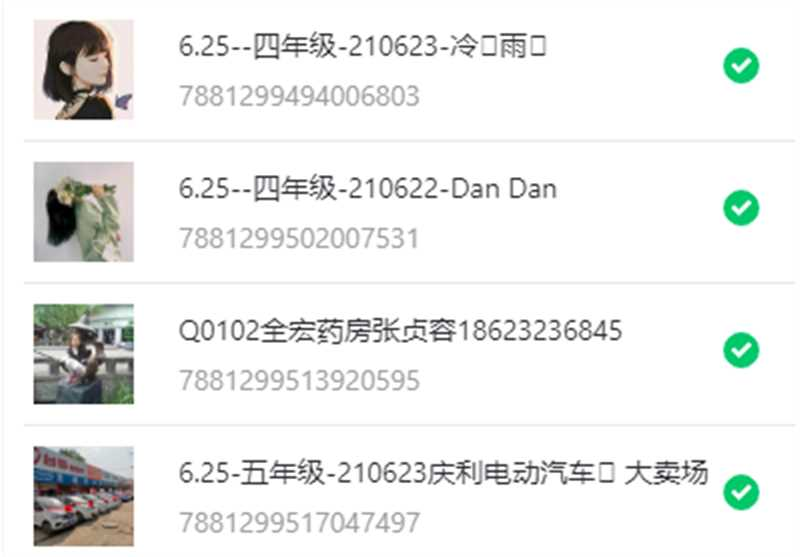 6.25--四年级-210623-冷▯雨▯
7881299494006803
6.25--四年级-210622-Dan Dan
7881299502007531
Q0102全宏药房张贞容18623236845
7881299513920595
6.25-五年级-210623庆利电动汽车▯ 大卖场
7881299517047497